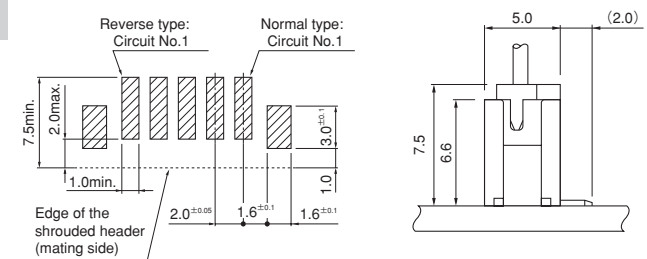 Reverse type:
Circuit No.1
Normal type:
Circuit No.1
7.5min.
2.0max.
1.0min.
3.0±0.1
1.0
2.0±0.05
1.6±0.1
1.6±0.1
Edge of the
shrouded header
(mating side)
5.0
(2.0)
7.5
6.6